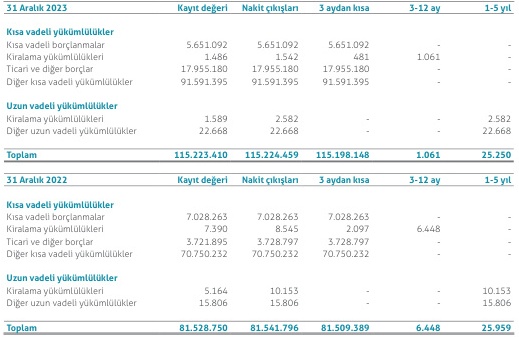 31 Aralık 2023 Kayıt değeri Nakit çıkışları 3 aydan kısa 3-12 ay 1-5 yıl
Kısa vadeli yükümlülükler
Kısa vadeli borçlanmalar 5.651.092 5.651.092 5.651.092 - -
Kiralama yükümlülükleri 1.486 1.542 481 1.061 -
Ticari ve diğer borçlar 17.955.180 17.955.180 17.955.180 - -
Diğer kısa vadeli yükümlülükler 91.591.395 91.591.395 91.591.395 - -
Uzun vadeli yükümlülükler
Kiralama yükümlülükleri 1.589 2.582 - - 2.582
Diğer uzun vadeli yükümlülükler 22.668 22.668 - - 22.668
Toplam 115.223.410 115.224.459 115.198.148 1.061 25.250
31 Aralık 2022 Kayıt değeri Nakit çıkışları 3 aydan kısa 3-12 ay 1-5 yıl
Kısa vadeli yükümlülükler
Kısa vadeli borçlanmalar 7.028.263 7.028.263 7.028.263 - -
Kiralama yükümlülükleri 7.390 8.545 2.097 6.448 -
Ticari ve diğer borçlar 3.721.895 3.728.797 3.728.797 - -
Diğer kısa vadeli yükümlülükler 70.750.232 70.750.232 70.750.232 - -
Uzun vadeli yükümlülükler
Kiralama yükümlülükleri 5.164 10.153 - - 10.153
Diğer uzun vadeli yükümlülükler 15.806 15.806 - - 15.806
Toplam 81.528.750 81.541.796 81.509.389 6.448 25.959